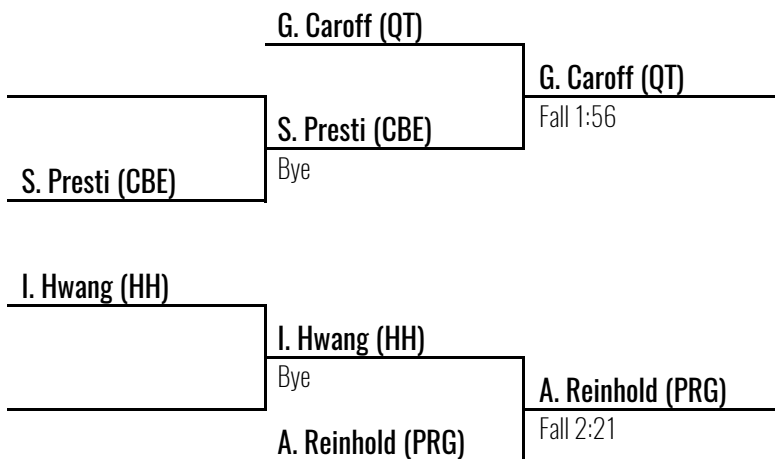 G. Caroff (QT)
G. Caroff (QT)
Fall 1:56
S. Presti (CBE)
Bye
S. Presti (CBE)
I. Hwang (HH)
I. Hwang (HH)
Bye
A. Reinhold (PRG)
Fall 2:21
A. Reinhold (PRG)